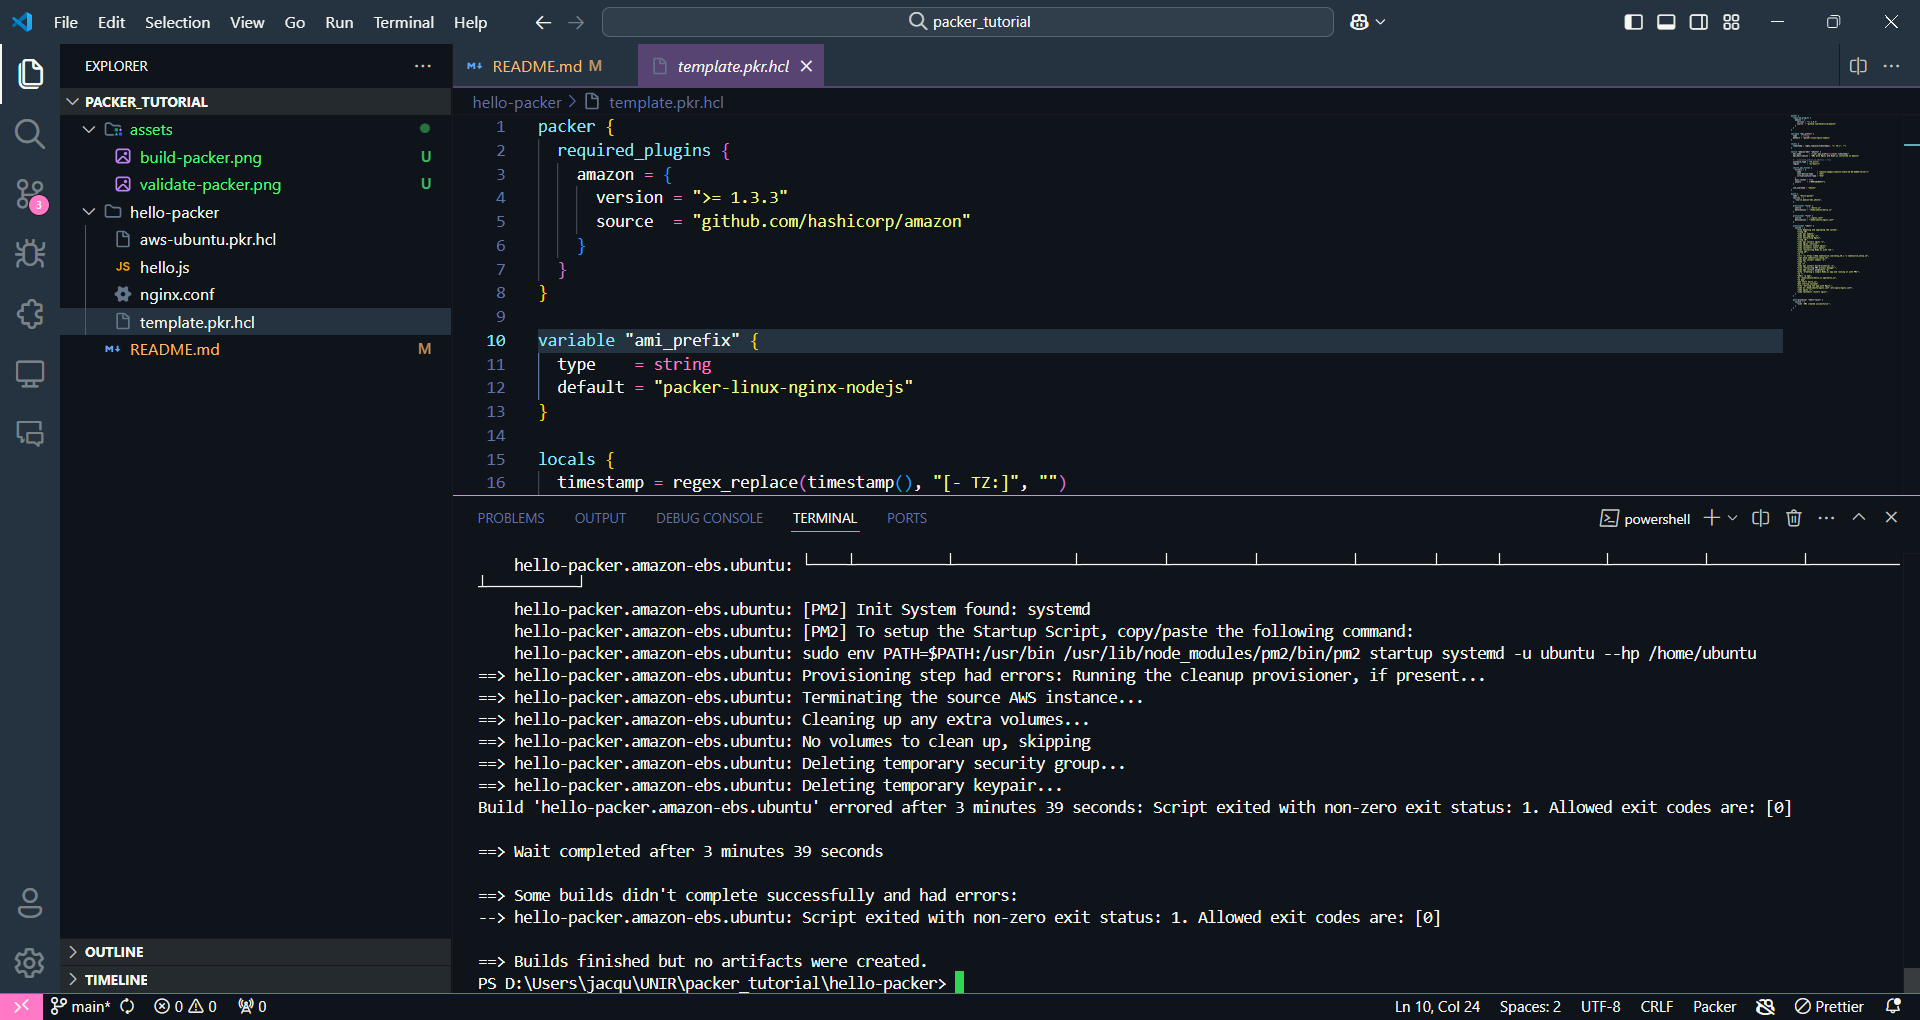 File Edit Selection View Go Run Terminal Help
packer_tutorial
EXPLORER
PACKER_TUTORIAL
assets
build-packer.png U
validate-packer.png U
hello-packer
aws-ubuntu.pkr.hcl
JS hello.js
nginx.conf
template.pkr.hcl
README.md M
OUTLINE
TIMELINE
3
README.md M template.pkr.hcl
hello-packer > template.pkr.hcl
1 packer {
2 required_plugins {
3 amazon = {
4 version = ">= 1.3.3"
5 source = "github.com/hashicorp/amazon"
6 }
7 }
8 }
9
10 variable "ami_prefix" {
11 type = string
12 default = "packer-linux-nginx-nodejs"
13 }
14
15 locals {
16 timestamp = regex_replace(timestamp(), "[- TZ:]", "")
PROBLEMS OUTPUT DEBUG CONSOLE TERMINAL PORTS
powershell
hello-packer.amazon-ebs.ubuntu:
hello-packer.amazon-ebs.ubuntu: [PM2] Init System found: systemd
hello-packer.amazon-ebs.ubuntu: [PM2] To setup the Startup Script, copy/paste the following command:
hello-packer.amazon-ebs.ubuntu: sudo env PATH=$PATH:/usr/bin /usr/lib/node_modules/pm2/bin/pm2 startup systemd -u ubuntu --hp /home/ubuntu
==> hello-packer.amazon-ebs.ubuntu: Provisioning step had errors: Running the cleanup provisioner, if present...
==> hello-packer.amazon-ebs.ubuntu: Terminating the source AWS instance...
==> hello-packer.amazon-ebs.ubuntu: Cleaning up any extra volumes...
==> hello-packer.amazon-ebs.ubuntu: No volumes to clean up, skipping
==> hello-packer.amazon-ebs.ubuntu: Deleting temporary security group...
==> hello-packer.amazon-ebs.ubuntu: Deleting temporary keypair...
Build 'hello-packer.amazon-ebs.ubuntu' errored after 3 minutes 39 seconds: Script exited with non-zero exit status: 1. Allowed exit codes are: [0]
==> Wait completed after 3 minutes 39 seconds
==> Some builds didn't complete successfully and had errors:
--> hello-packer.amazon-ebs.ubuntu: Script exited with non-zero exit status: 1. Allowed exit codes are: [0]
==> Builds finished but no artifacts were created.
PS D:\Users\jacqu\UNIR\packer_tutorial\hello-packer>
main* 0 0 0 Ln 10, Col 24 Spaces: 2 UTF-8 CRLF Packer Prettier